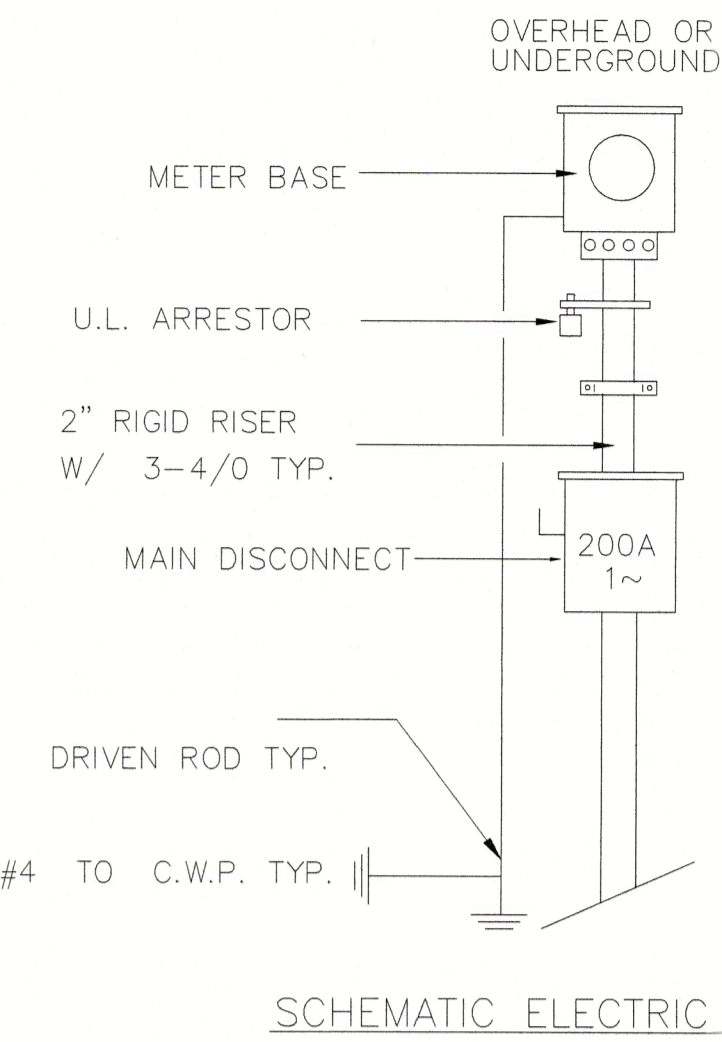 OVERHEAD OR
UNDERGROUND
METER BASE
U.L. ARRESTOR
2" RIGID RISER
W/ 3-4/0 TYP.
MAIN DISCONNECT
200A
1~
DRIVEN ROD TYP.
#4 TO C.W.P. TYP.
SCHEMATIC ELECTRIC